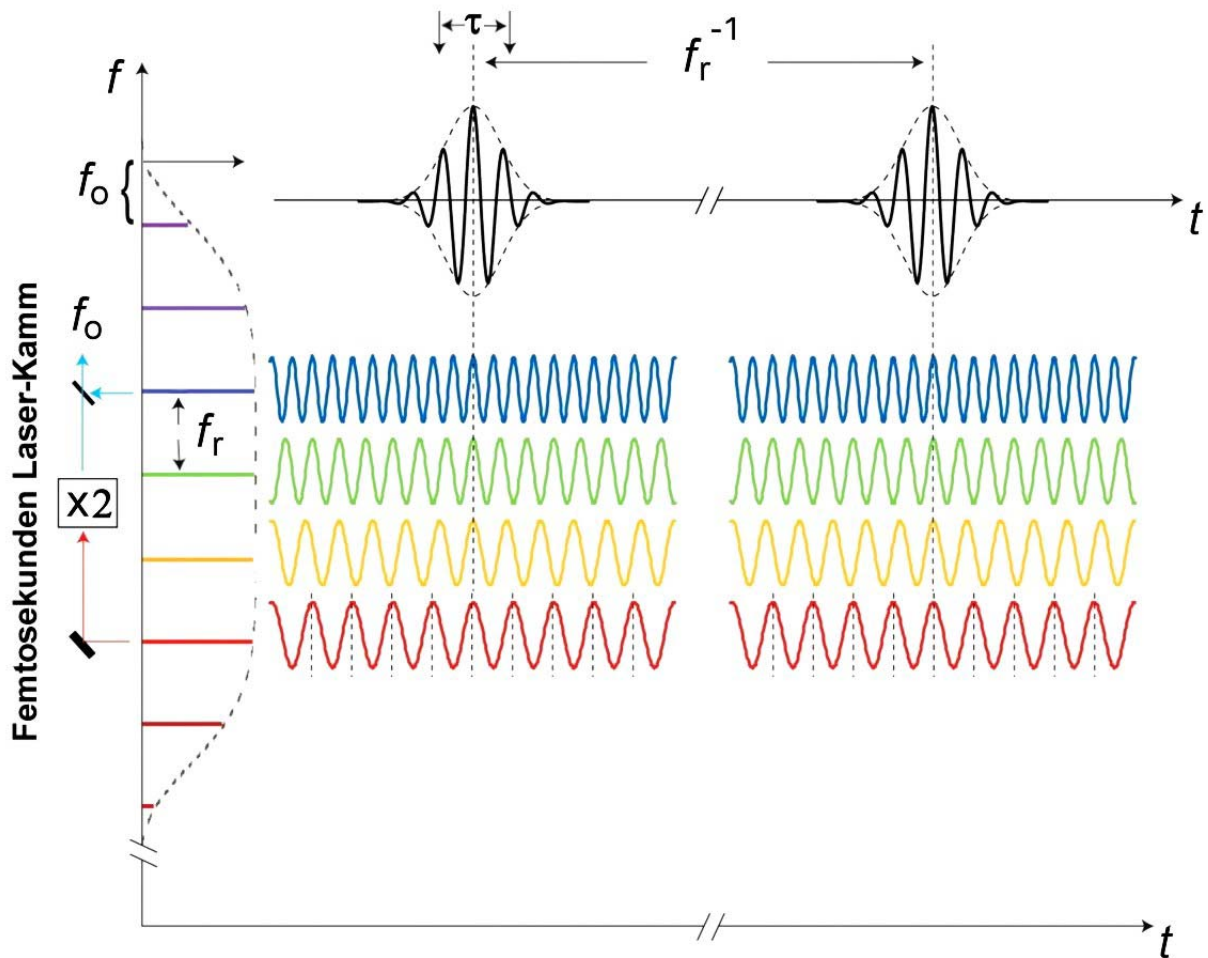 τ
f_r^-1
f
f_o
t
f_o
f_r
x2
Femtosekunden Laser-Kamm
t